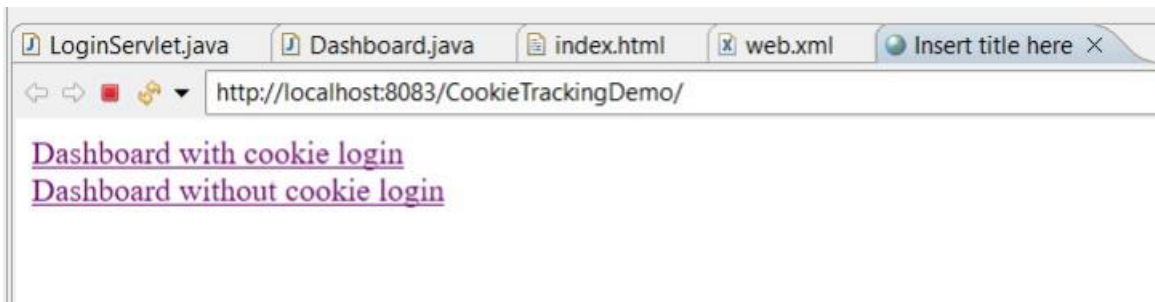 LoginServlet.java Dashboard.java index.html web.xml Insert title here
http://localhost:8083/CookieTrackingDemo/
Dashboard with cookie login
Dashboard without cookie login